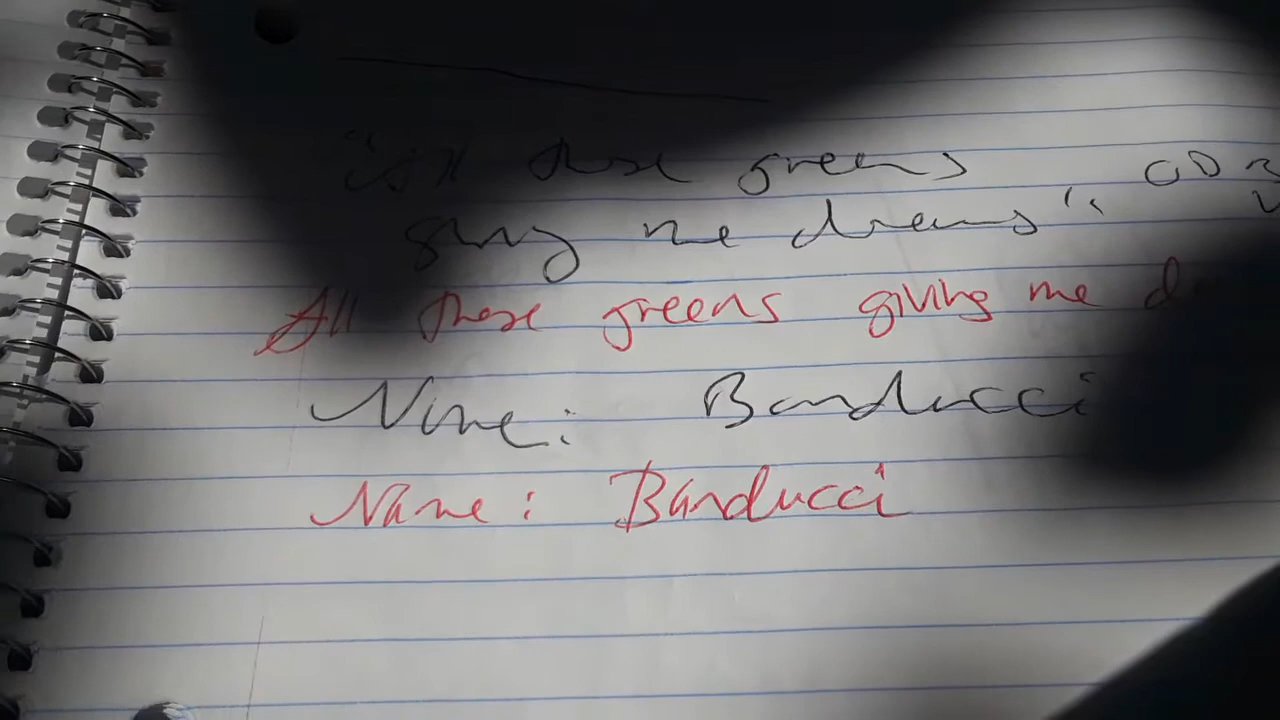 "All these greens
giving me dreams"
All these greens giving me
Name: Banducci
Name: Banducci